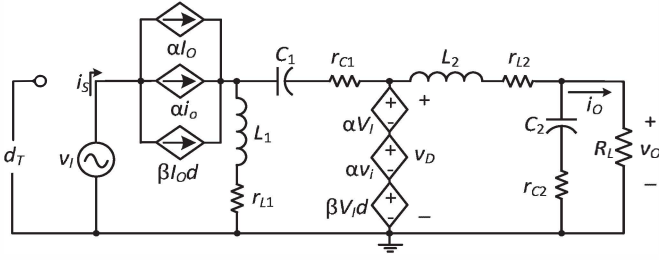 αI_O
i_S
αi_o
C_1
r_C1
L_2
r_L2
d_T
v_I
βI_Od
L_1
r_L1
αV_I
+
-
+
αv_i
+
-
v_D
βV_Id
+
-
−
i_O
C_2
r_C2
R_L
+
v_O
−